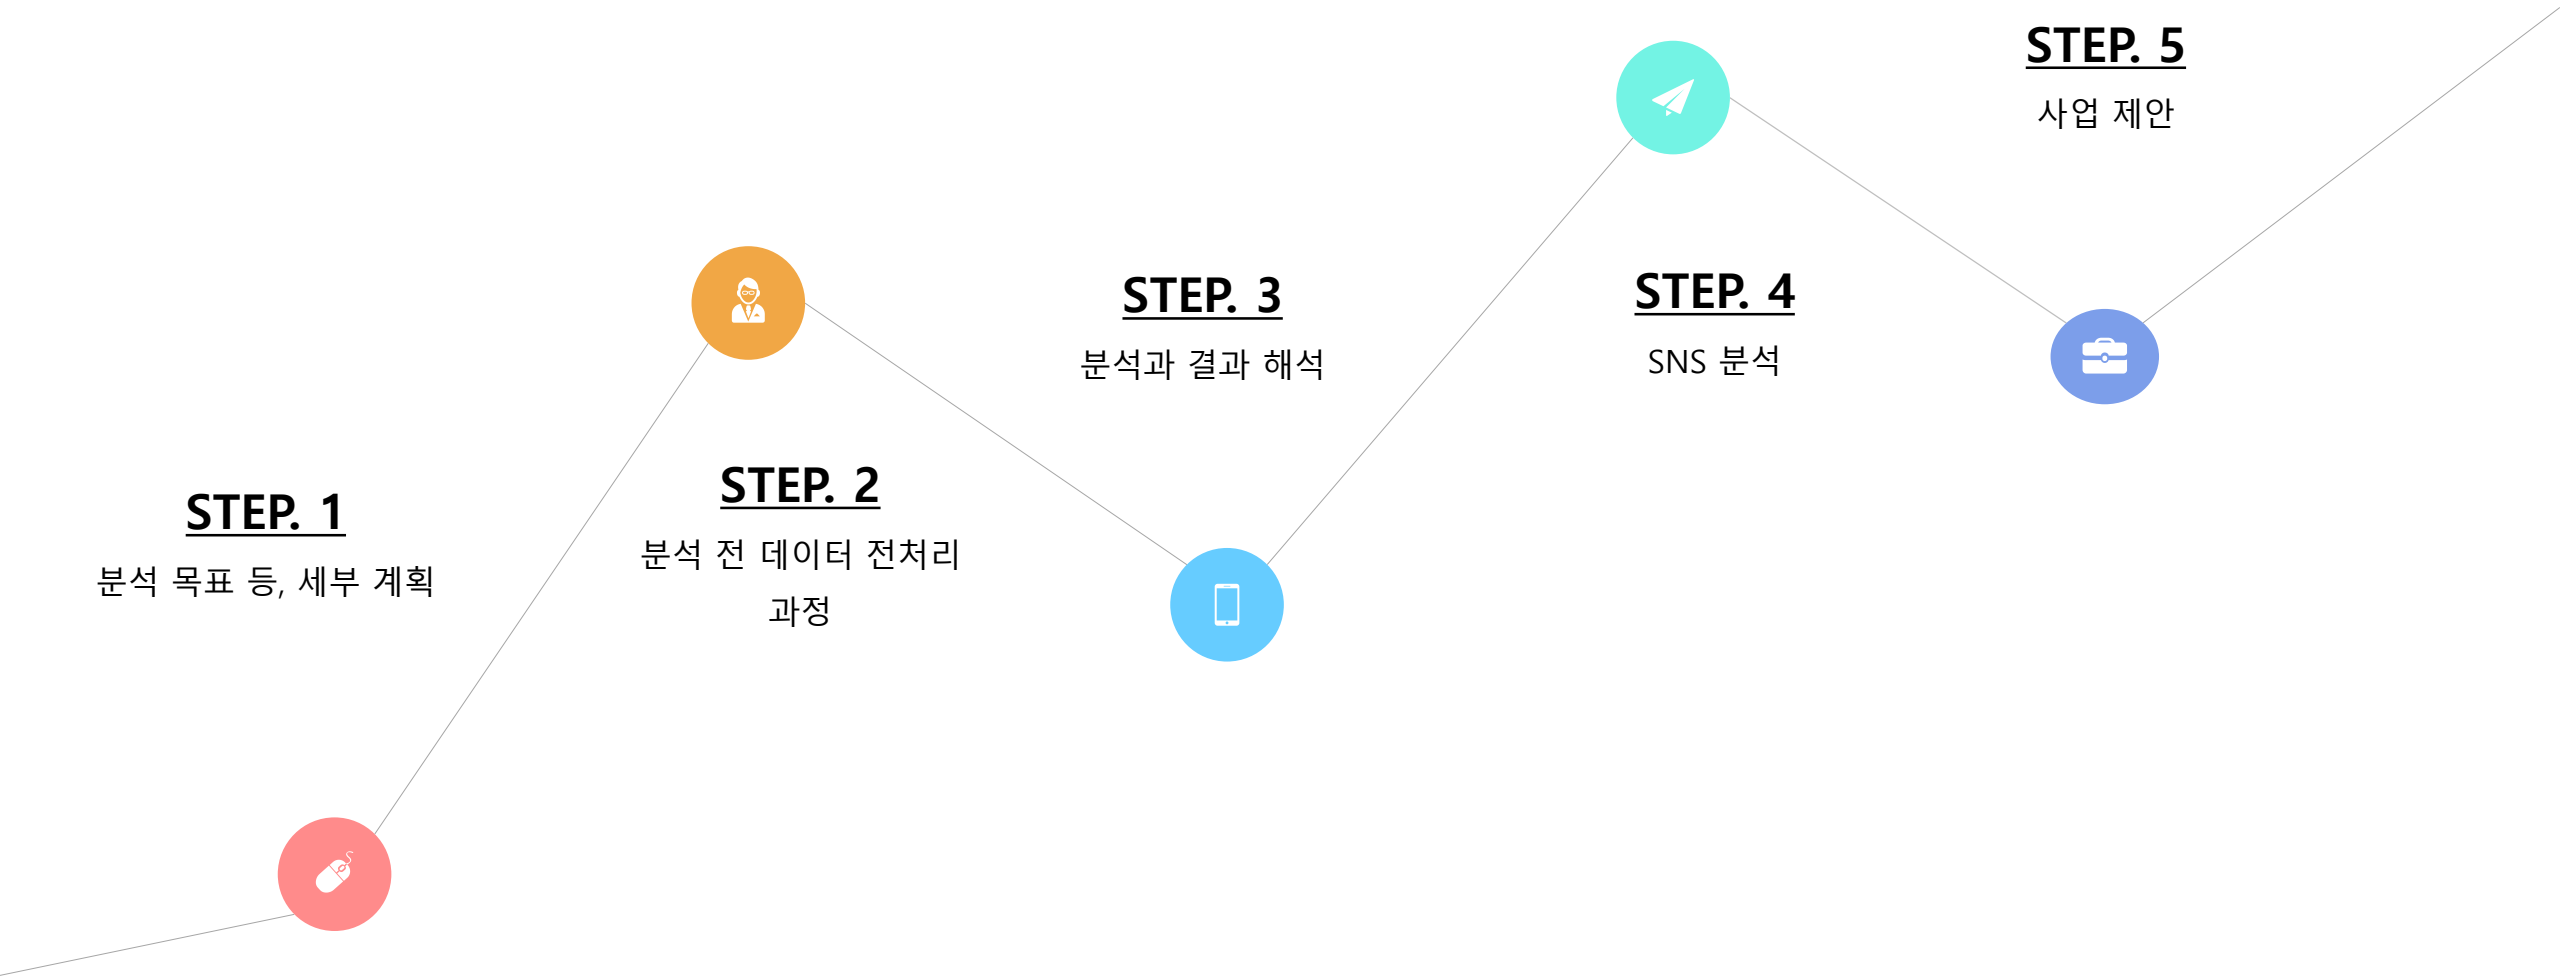 STEP. 1
분석 목표 등, 세부 계획
STEP. 2
분석 전 데이터 전처리
과정
STEP. 3
분석과 결과 해석
STEP. 4
SNS 분석
STEP. 5
사업 제안